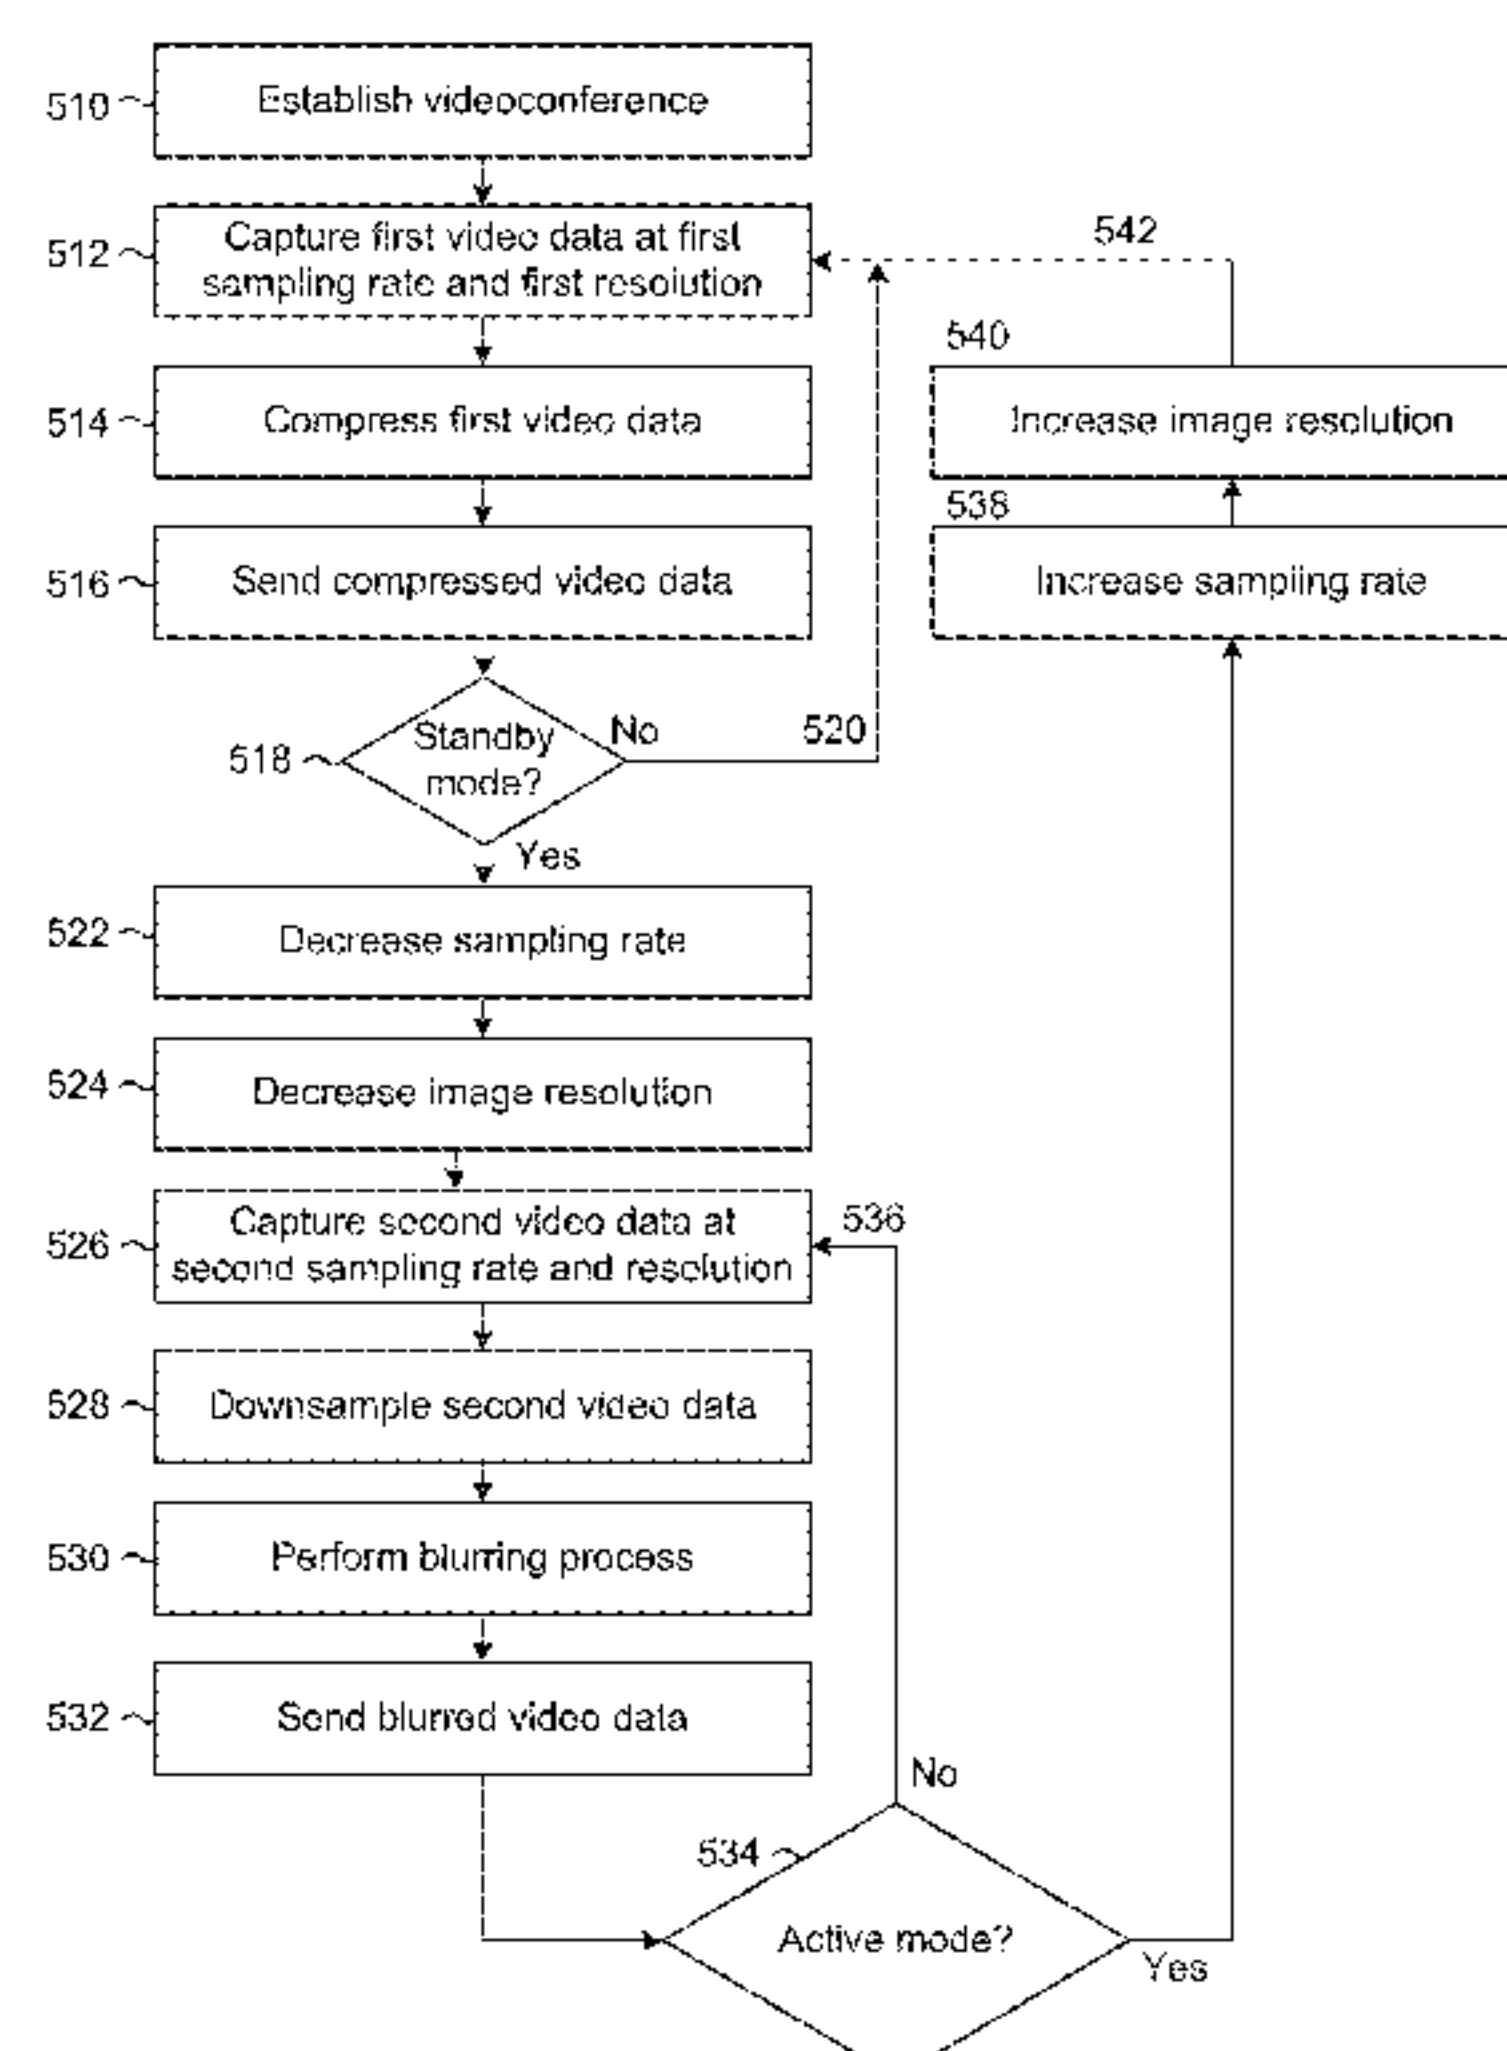 510
Establish videoconference
512
Capture first video data at first
sampling rate and first resolution
542
514
Compress first video data
540
Increase image resolution
516
Send compressed video data
538
Increase sampling rate
518
Standby
mode?
No
520
Yes
522
Decrease sampling rate
524
Decrease image resolution
526
Capture second video data at
second sampling rate and resolution
536
528
Downsample second video data
530
Perform blurring process
532
Send blurred video data
No
534
Active mode?
Yes